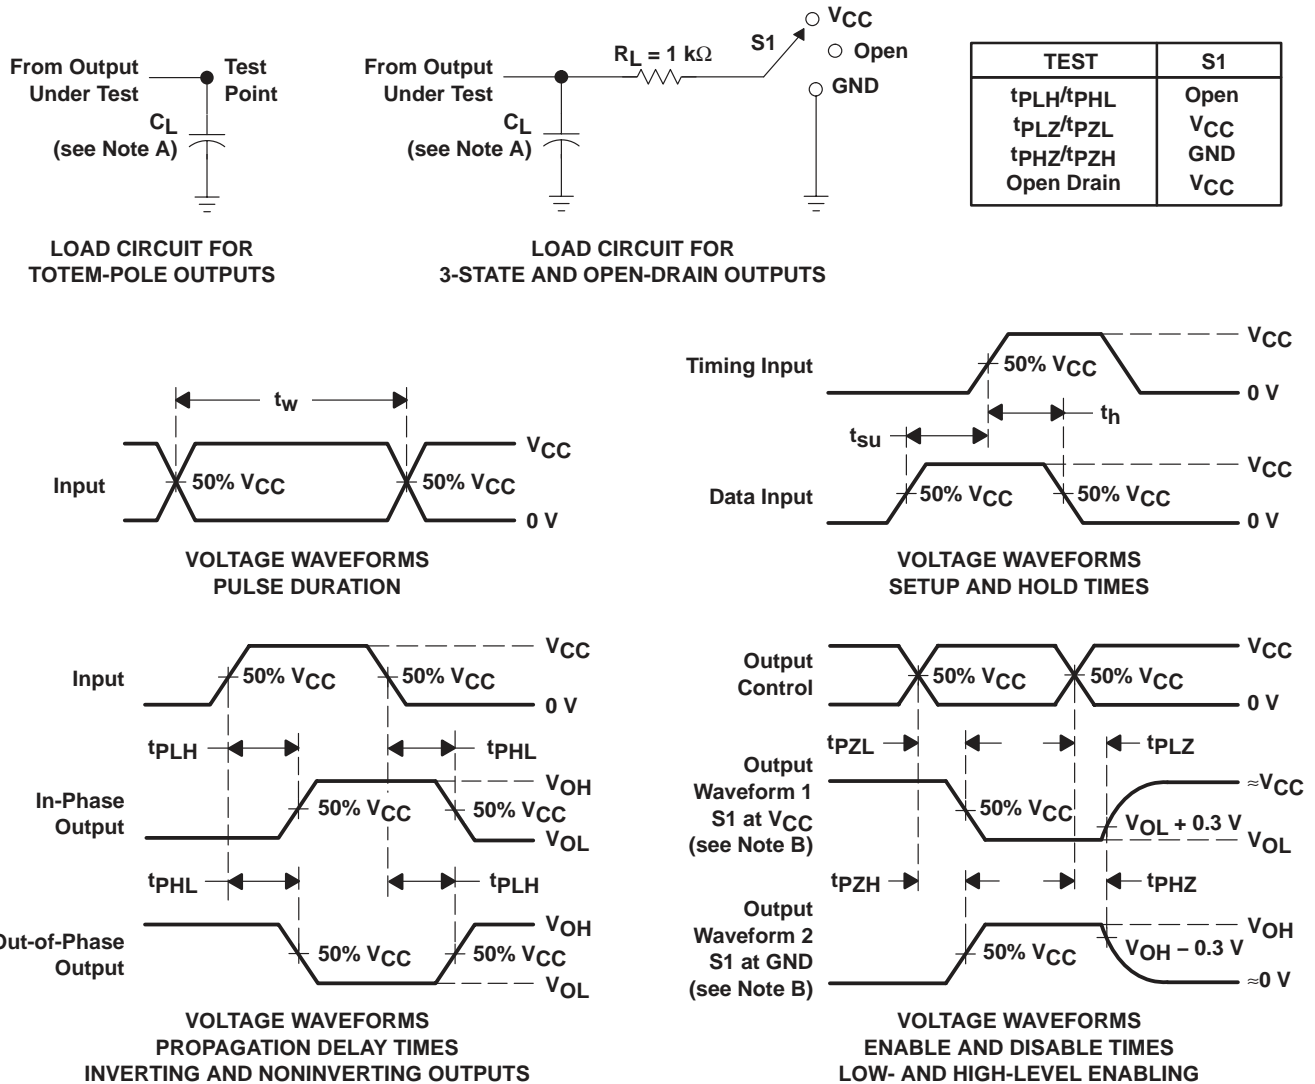 From Output
Under Test
Test
Point
CL
(see Note A)
LOAD CIRCUIT FOR
TOTEM-POLE OUTPUTS
From Output
Under Test
CL
(see Note A)
RL = 1 kΩ
S1
VCC
Open
GND
LOAD CIRCUIT FOR
3-STATE AND OPEN-DRAIN OUTPUTS
TEST S1
tPLH/tPHL Open
tPLZ/tPZL VCC
tPHZ/tPZH GND
Open Drain VCC
tw
Input
50% VCC
50% VCC
VCC
0 V
VOLTAGE WAVEFORMS
PULSE DURATION
Timing Input
50% VCC
VCC
0 V
th
tsu
Data Input
50% VCC
50% VCC
VCC
0 V
VOLTAGE WAVEFORMS
SETUP AND HOLD TIMES
Input
50% VCC
50% VCC
VCC
0 V
tPLH
tPHL
In-Phase
Output
50% VCC
50% VCC
VOH
VOL
tPHL
tPLH
Out-of-Phase
Output
50% VCC
50% VCC
VOH
VOL
VOLTAGE WAVEFORMS
PROPAGATION DELAY TIMES
INVERTING AND NONINVERTING OUTPUTS
Output
Control
50% VCC
50% VCC
VCC
0 V
tPZL
tPLZ
Output
Waveform 1
S1 at VCC
(see Note B)
50% VCC
VOL + 0.3 V
≈VCC
VOL
tPZH
tPHZ
Output
Waveform 2
S1 at GND
(see Note B)
50% VCC
VOH − 0.3 V
VOH
≈0 V
VOLTAGE WAVEFORMS
ENABLE AND DISABLE TIMES
LOW- AND HIGH-LEVEL ENABLING